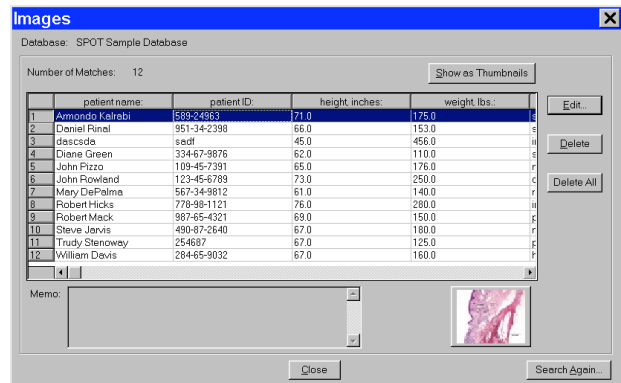 Images
Database: SPOT Sample Database
Number of Matches: 12
Show as Thumbnails
patient name: patient ID: height, inches: weight, lbs.:
1 Armondo Kalrabi 589-24963 71.0 175.0 s
2 Daniel Rinal 951-34-2398 66.0 153.0 s
3 dascsda sadf 45.0 456.0
4 Diane Green 334-67-9876 62.0 110.0 s
5 John Pizzo 109-45-7391 65.0 176.0
6 John Rowland 123-45-6789 73.0 250.0
7 Mary DePalma 567-34-9812 61.0 140.0
8 Robert Hicks 778-98-1121 76.0 280.0
9 Robert Mack 987-65-4321 69.0 150.0
10 Steve Jarvis 490-87-2640 67.0 180.0
11 Trudy Stenoway 254687 67.0 125.0
12 William Davis 284-65-9032 67.0 160.0
Edit...
Delete
Delete All
Memo:
Close
Search Again...